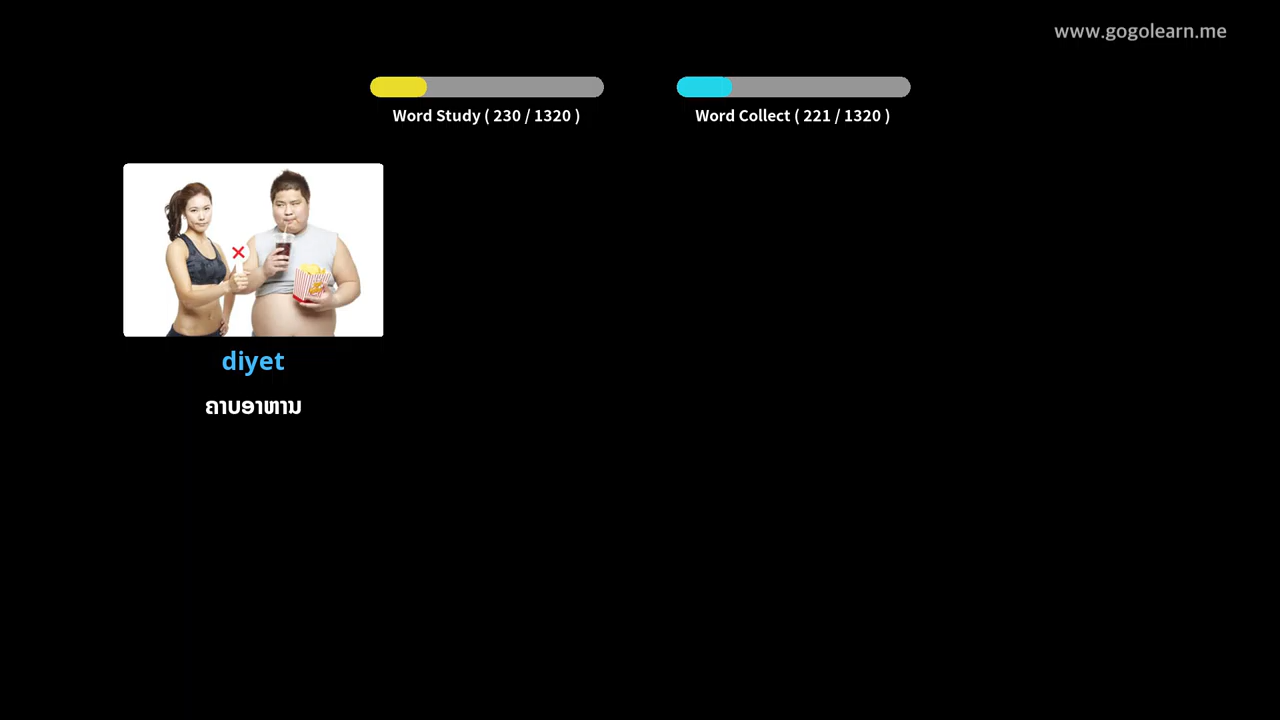 www.gogolearn.me
Word Study ( 230 / 1320 )
Word Collect ( 221 / 1320 )
diyet
ຄາບອາຫານ